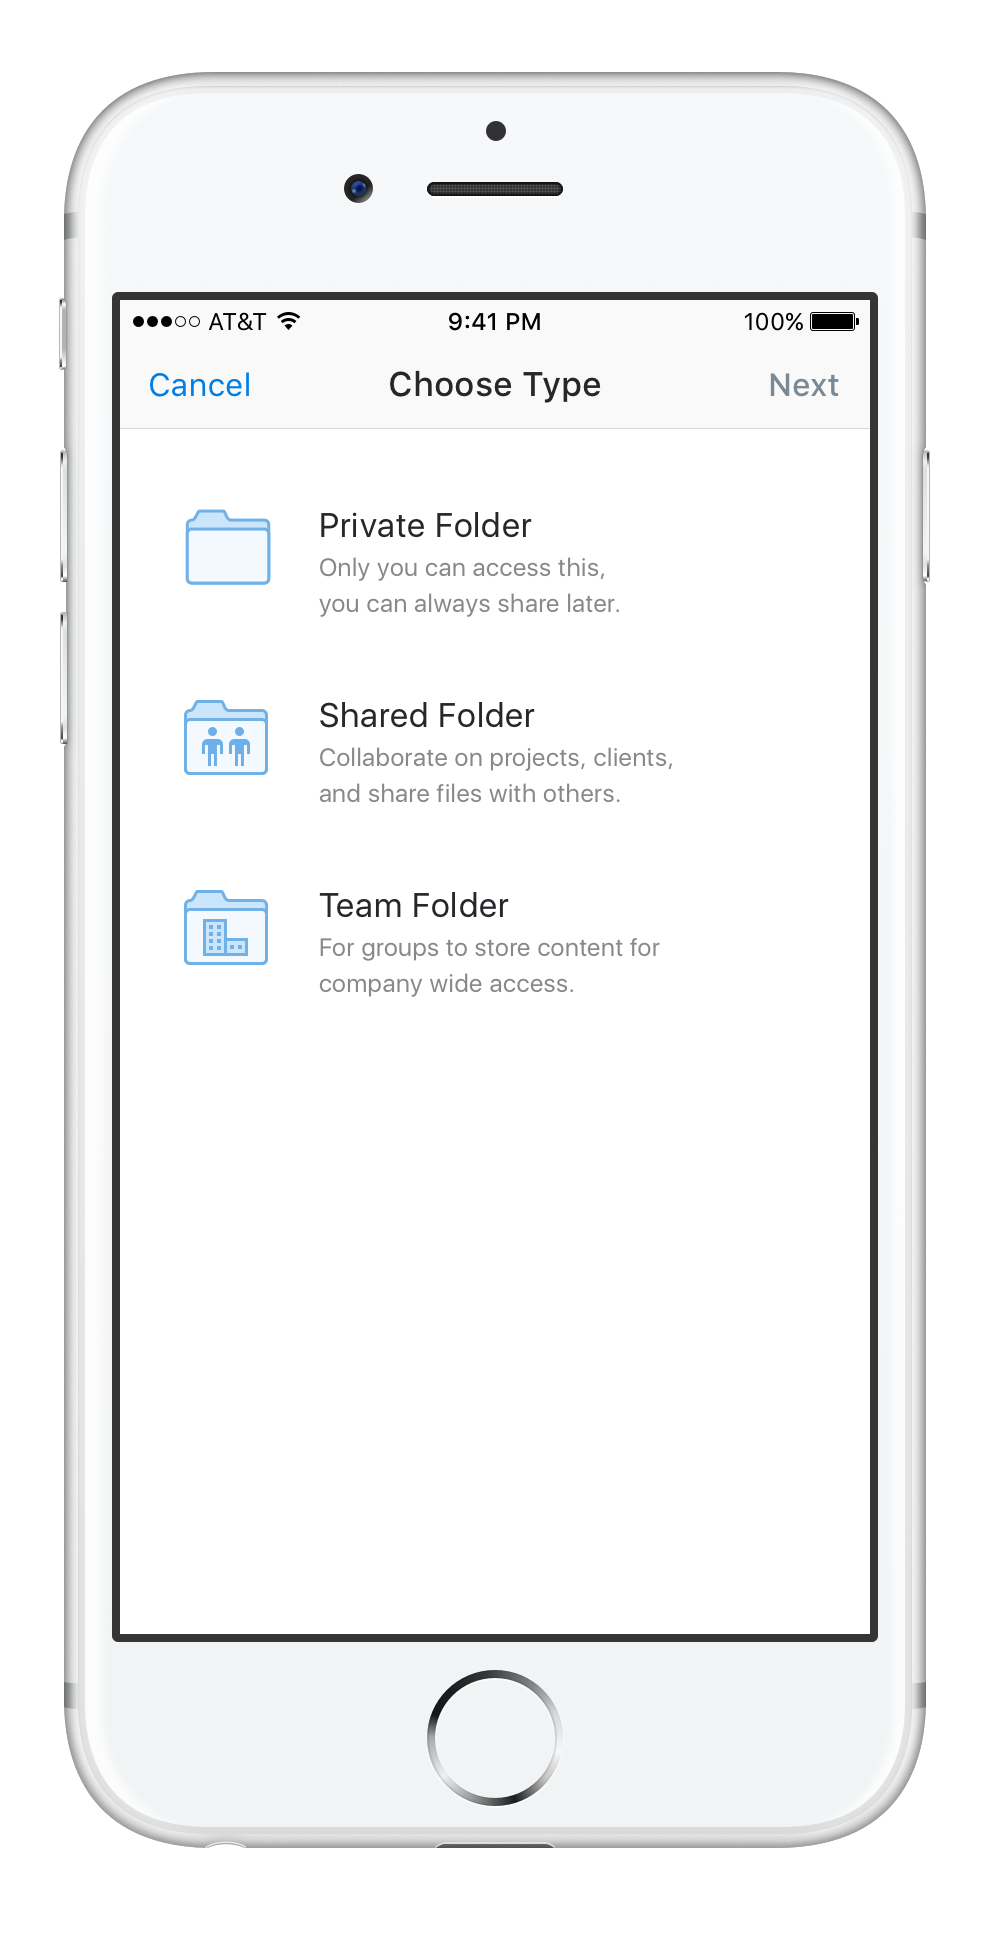 AT&T 9:41 PM 100%
Cancel Choose Type Next
Private Folder
Only you can access this,
you can always share later.
Shared Folder
Collaborate on projects, clients,
and share files with others.
Team Folder
For groups to store content for
company wide access.